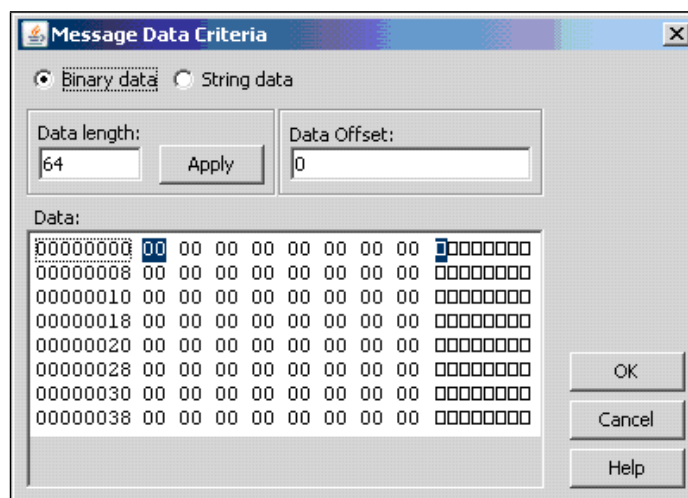 Message Data Criteria
Binary data String data
Data length: Data Offset:
64 Apply 0
Data:
00000000 00 00 00 00 00 00 00 00 □□□□□□□□
00000008 00 00 00 00 00 00 00 00 □□□□□□□□
00000010 00 00 00 00 00 00 00 00 □□□□□□□□
00000018 00 00 00 00 00 00 00 00 □□□□□□□□
00000020 00 00 00 00 00 00 00 00 □□□□□□□□
00000028 00 00 00 00 00 00 00 00 □□□□□□□□
00000030 00 00 00 00 00 00 00 00 □□□□□□□□
00000038 00 00 00 00 00 00 00 00 □□□□□□□□
OK
Cancel
Help